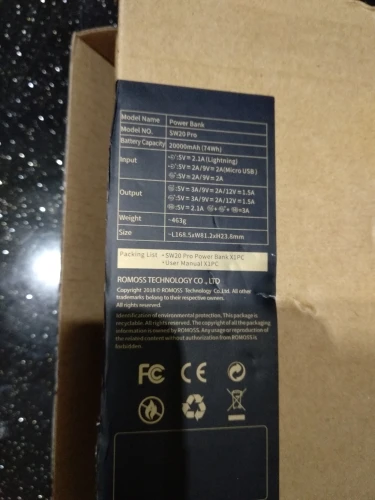 Model Name Power Bank
Model NO. SW20 Pro
Battery Capacity 20000mAh (74Wh)
Input :5V=2.1A (Lightning)
:5V=2A/9V=2A(Micro USB)
:5V=2A/9V=2A
Output :5V=3A/9V=2A/12V=1.5A
:5V=3A/9V=2A/12V=1.5A
:5V=2.1A + + =3A
Weight ~463g
Size ~L168.5xW81.2xH23.6mm
Packing List •SW20 Pro Power Bank X1PC
•User Manual X1PC
ROMOSS TECHNOLOGY CO., LTD
Copyright 2018 © ROMOSS Technology Co., Ltd. All other
trademarks belong to their respective owners.
All rights reserved.
Identification of environmental protection. This package is
recyclable. All rights reserved. The copyright of all the packaging
information is owned by ROMOSS. Any usage or reproduction of
the related content without authorization from ROMOSS is
forbidden.
FC CE